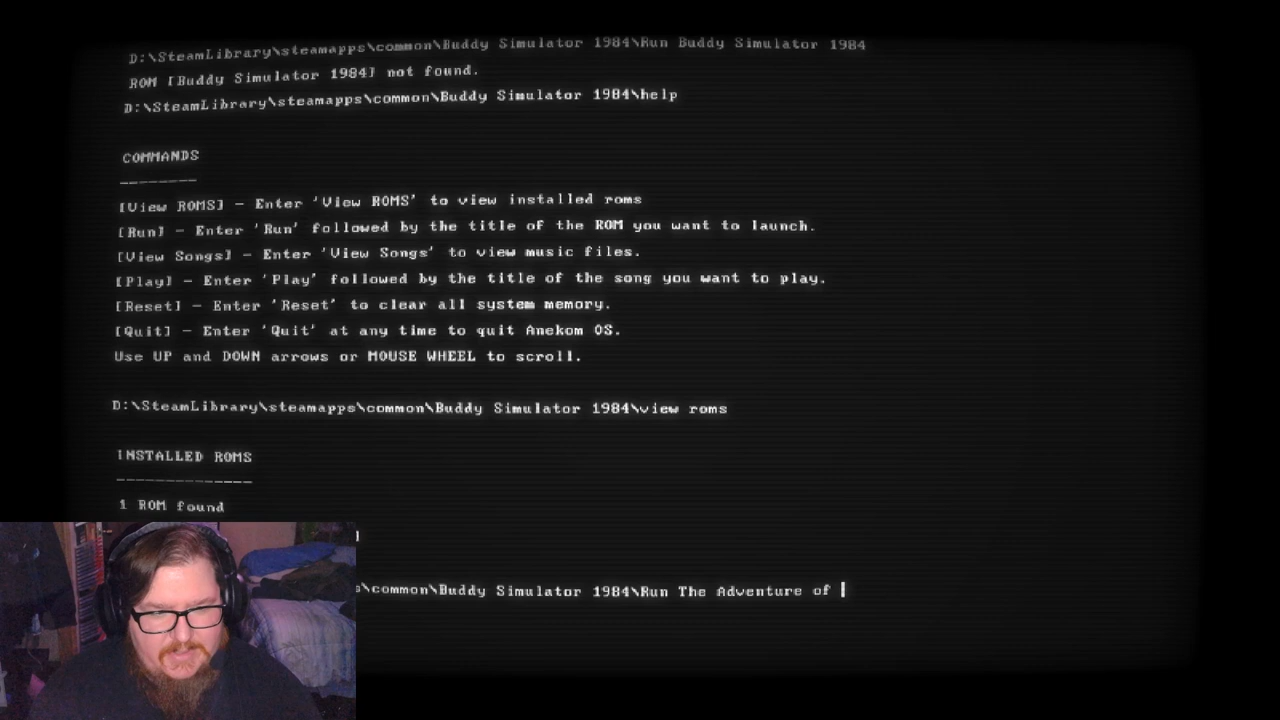 D:\SteamLibrary\steamapps\common\Buddy Simulator 1984\Run Buddy Simulator 1984
ROM [Buddy Simulator 1984] not found.
D:\SteamLibrary\steamapps\common\Buddy Simulator 1984\help
COMMANDS
--------
[View ROMS] - Enter 'View ROMS' to view installed roms
[Run] - Enter 'Run' followed by the title of the ROM you want to launch.
[View Songs] - Enter 'View Songs' to view music files.
[Play] - Enter 'Play' followed by the title of the song you want to play.
[Reset] - Enter 'Reset' to clear all system memory.
[Quit] - Enter 'Quit' at any time to quit Anekom OS.
Use UP and DOWN arrows or MOUSE WHEEL to scroll.
D:\SteamLibrary\steamapps\common\Buddy Simulator 1984\view roms
INSTALLED ROMS
--------------
1 ROM found
]
s\common\Buddy Simulator 1984\Run The Adventure of